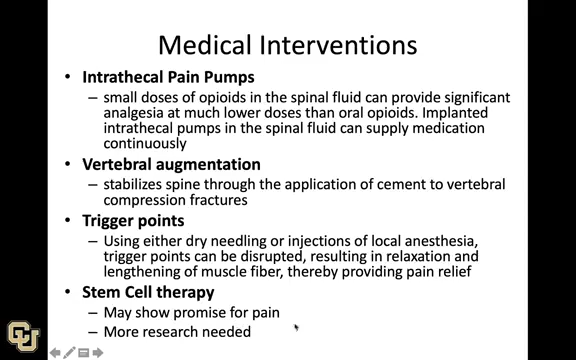 Medical Interventions
• Intrathecal Pain Pumps
– small doses of opioids in the spinal fluid can provide significant
analgesia at much lower doses than oral opioids. Implanted
intrathecal pumps in the spinal fluid can supply medication
continuously
• Vertebral augmentation
– stabilizes spine through the application of cement to vertebral
compression fractures
• Trigger points
– Using either dry needling or injections of local anesthesia,
trigger points can be disrupted, resulting in relaxation and
lengthening of muscle fiber, thereby providing pain relief
• Stem Cell therapy
– May show promise for pain
– More research needed
CU